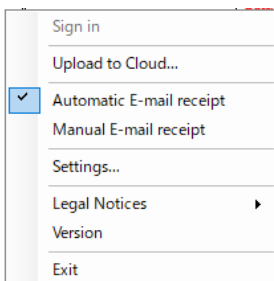 Sign in
Upload to Cloud...
Automatic E-mail receipt
Manual E-mail receipt
Settings...
Legal Notices
Version
Exit